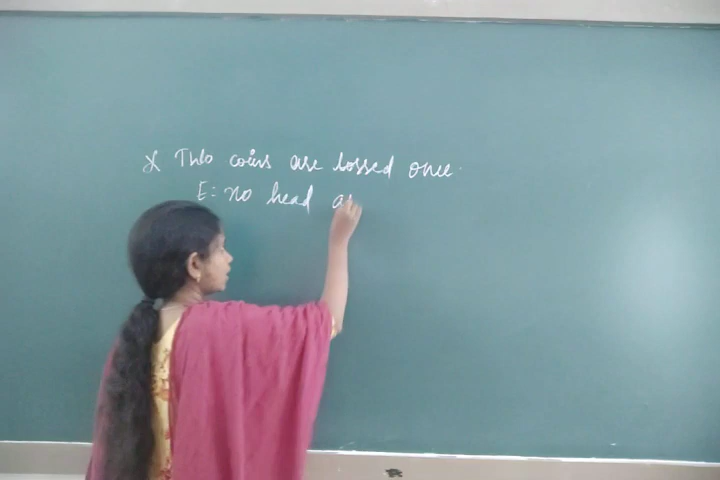 X Two coins are tossed once.
E: no head a